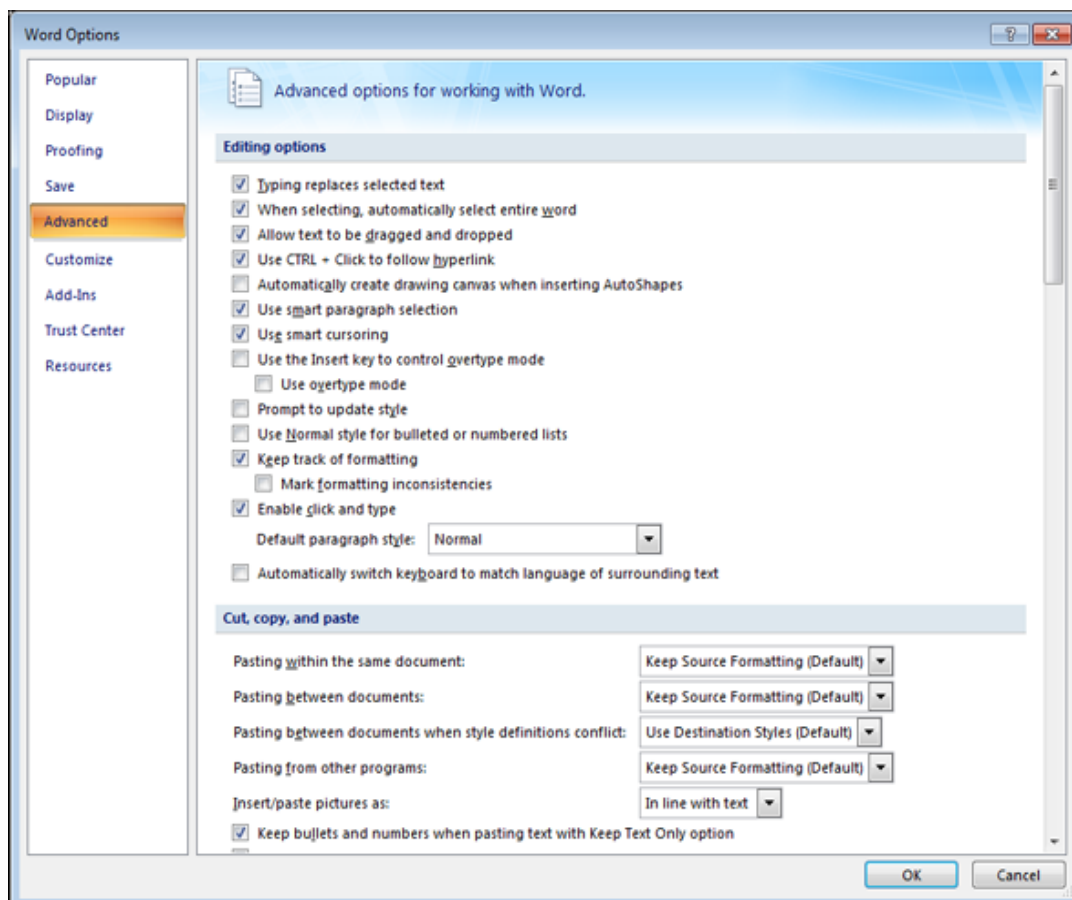 Word Options
Popular
Display
Proofing
Save
Advanced
Customize
Add-Ins
Trust Center
Resources
Advanced options for working with Word.
Editing options
Typing replaces selected text
When selecting, automatically select entire word
Allow text to be dragged and dropped
Use CTRL + Click to follow hyperlink
Automatically create drawing canvas when inserting AutoShapes
Use smart paragraph selection
Use smart cursoring
Use the Insert key to control overtype mode
Use overtype mode
Prompt to update style
Use Normal style for bulleted or numbered lists
Keep track of formatting
Mark formatting inconsistencies
Enable click and type
Default paragraph style: Normal
Automatically switch keyboard to match language of surrounding text
Cut, copy, and paste
Pasting within the same document: Keep Source Formatting (Default)
Pasting between documents: Keep Source Formatting (Default)
Pasting between documents when style definitions conflict: Use Destination Styles (Default)
Pasting from other programs: Keep Source Formatting (Default)
Insert/paste pictures as: In line with text
Keep bullets and numbers when pasting text with Keep Text Only option
OK Cancel